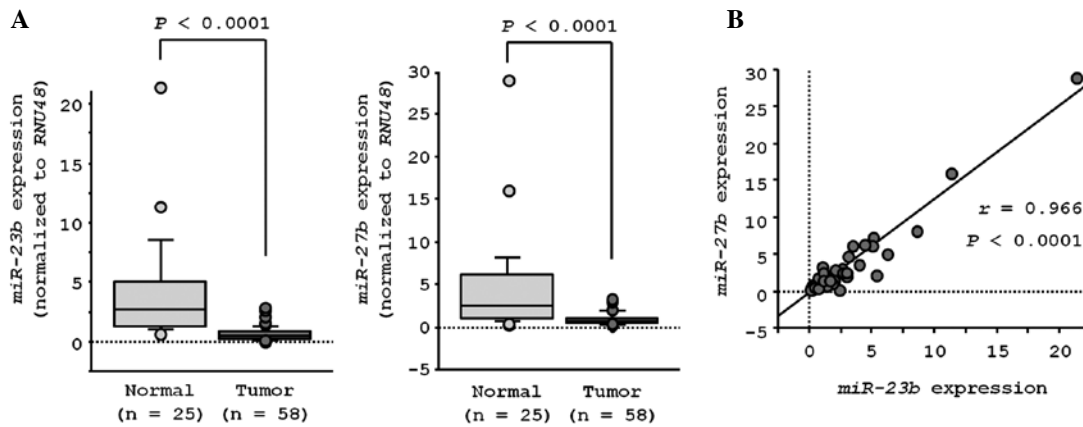 A
P < 0.0001
miR-23b expression
(normalized to RNU48)
20
15
10
5
0
Normal
(n = 25)
Tumor
(n = 58)
P < 0.0001
miR-27b expression
(normalized to RNU48)
30
25
20
15
10
5
0
−5
Normal
(n = 25)
Tumor
(n = 58)
B
miR-27b expression
30
25
20
15
10
5
0
−5
r = 0.966
P < 0.0001
0
5
10
15
20
miR-23b expression